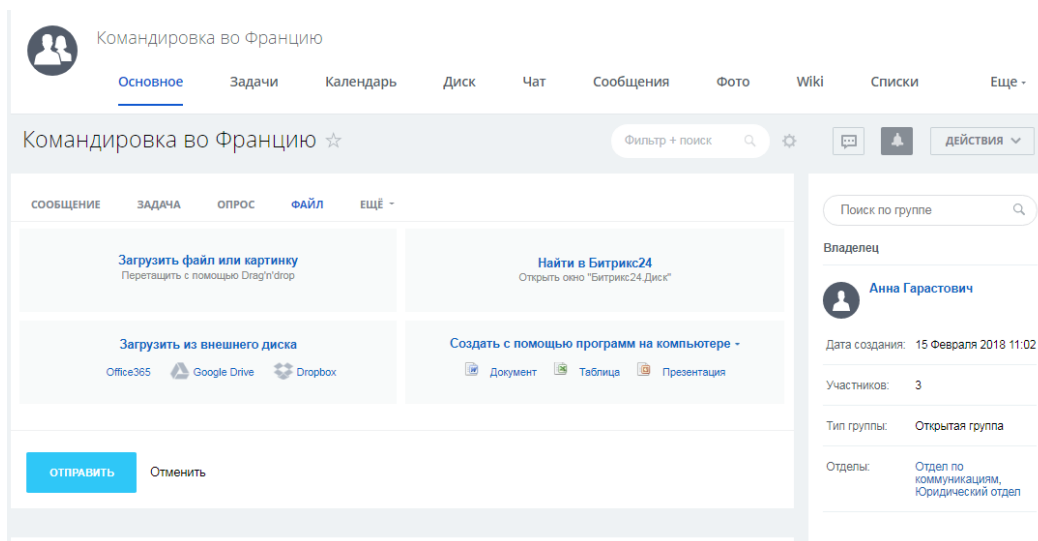 Командировка во Францию
Основное Задачи Календарь Диск Чат Сообщения Фото Wiki Списки Еще
Командировка во Францию
Фильтр + поиск
ДЕЙСТВИЯ
СООБЩЕНИЕ ЗАДАЧА ОПРОС ФАЙЛ ЕЩЁ
Загрузить файл или картинку
Перетащить с помощью Drag'n'drop
Найти в Битрикс24
Открыть окно "Битрикс24.Диск"
Загрузить из внешнего диска
Office365 Google Drive Dropbox
Создать с помощью программ на компьютере
Документ Таблица Презентация
ОТПРАВИТЬ Отменить
Поиск по группе
Владелец
Анна Гарастович
Дата создания: 15 Февраля 2018 11:02
Участников: 3
Тип группы: Открытая группа
Отделы: Отдел по
коммуникациям,
Юридический отдел